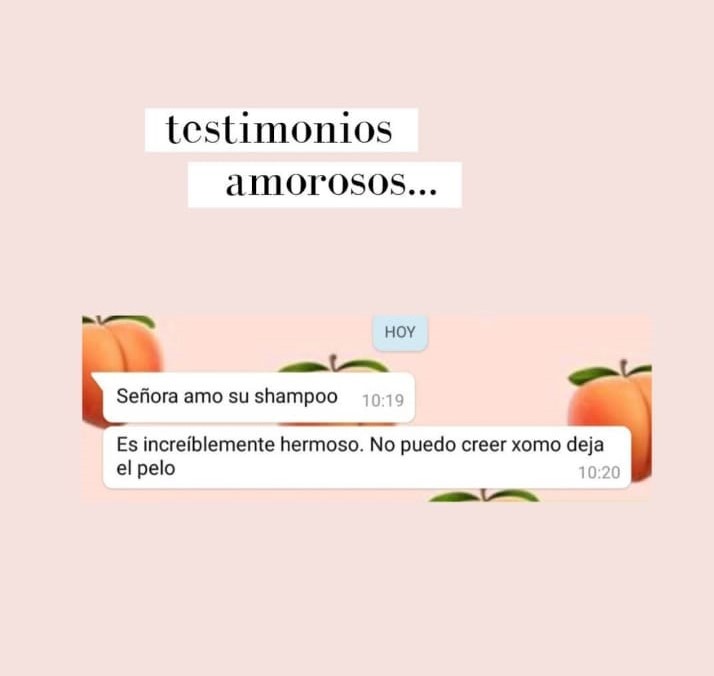 testimonios
amorosos...
HOY
Señora amo su shampoo 10:19
Es increíblemente hermoso. No puedo creer xomo deja
el pelo 10:20